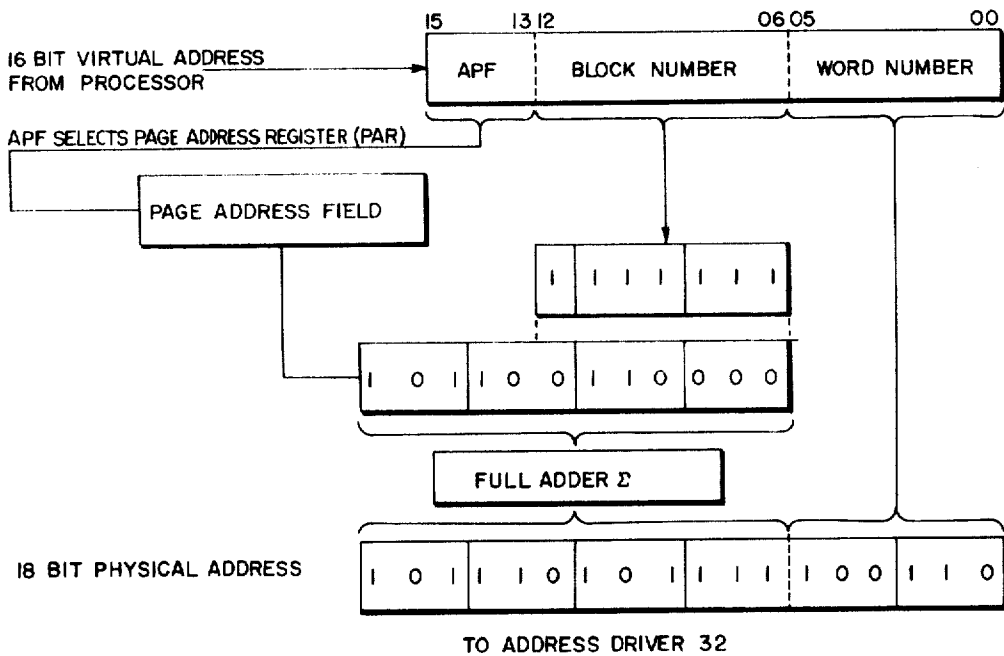 15 13 12 06 05 00
16 BIT VIRTUAL ADDRESS
FROM PROCESSOR
APF BLOCK NUMBER WORD NUMBER
APF SELECTS PAGE ADDRESS REGISTER (PAR)
PAGE ADDRESS FIELD
1 1 1 1 1 1 1
1 0 1 1 0 0 1 1 0 0 0 0
FULL ADDER Σ
18 BIT PHYSICAL ADDRESS
1 0 1 1 1 0 1 0 1 1 1 1 1 0 0 1 1 0
TO ADDRESS DRIVER 32